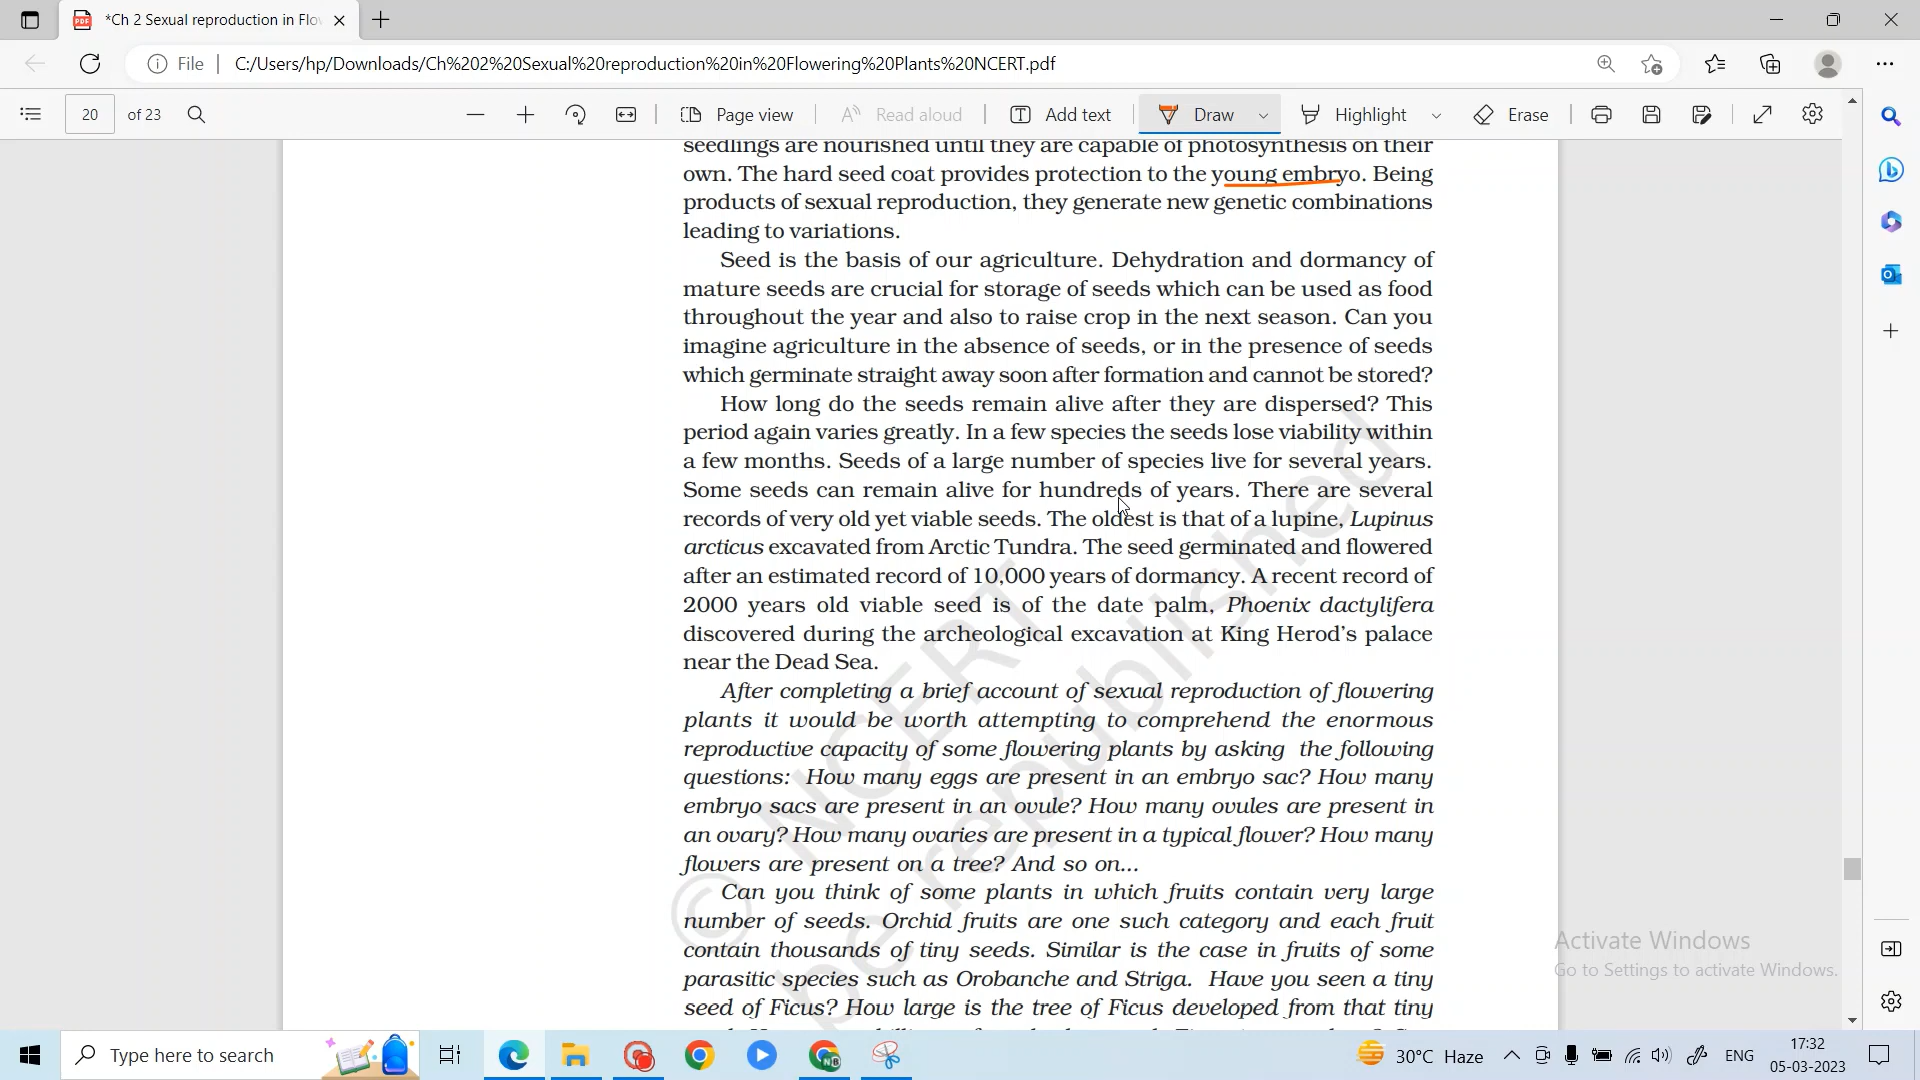 *Ch 2 Sexual reproduction in Flo
File
C:/Users/hp/Downloads/Ch%202%20Sexual%20reproduction%20in%20Flowering%20Plants%20NCERT.pdf
20 of 23
Page view
Read aloud
Add text
Draw
Highlight
Erase
seedlings are nourished until they are capable of photosynthesis on their
own. The hard seed coat provides protection to the young embryo. Being
products of sexual reproduction, they generate new genetic combinations
leading to variations.
Seed is the basis of our agriculture. Dehydration and dormancy of
mature seeds are crucial for storage of seeds which can be used as food
throughout the year and also to raise crop in the next season. Can you
imagine agriculture in the absence of seeds, or in the presence of seeds
which germinate straight away soon after formation and cannot be stored?
How long do the seeds remain alive after they are dispersed? This
period again varies greatly. In a few species the seeds lose viability within
a few months. Seeds of a large number of species live for several years.
Some seeds can remain alive for hundreds of years. There are several
records of very old yet viable seeds. The oldest is that of a lupine, Lupinus
arcticus excavated from Arctic Tundra. The seed germinated and flowered
after an estimated record of 10,000 years of dormancy. A recent record of
2000 years old viable seed is of the date palm, Phoenix dactylifera
discovered during the archeological excavation at King Herod's palace
near the Dead Sea.
After completing a brief account of sexual reproduction of flowering
plants it would be worth attempting to comprehend the enormous
reproductive capacity of some flowering plants by asking the following
questions: How many eggs are present in an embryo sac? How many
embryo sacs are present in an ovule? How many ovules are present in
an ovary? How many ovaries are present in a typical flower? How many
flowers are present on a tree? And so on...
Can you think of some plants in which fruits contain very large
number of seeds. Orchid fruits are one such category and each fruit
contain thousands of tiny seeds. Similar is the case in fruits of some
parasitic species such as Orobanche and Striga. Have you seen a tiny
seed of Ficus? How large is the tree of Ficus developed from that tiny
© NCERT
be republished
Activate Windows
Go to Settings to activate Windows.
Type here to search
30°C Haze
ENG
17:32
05-03-2023